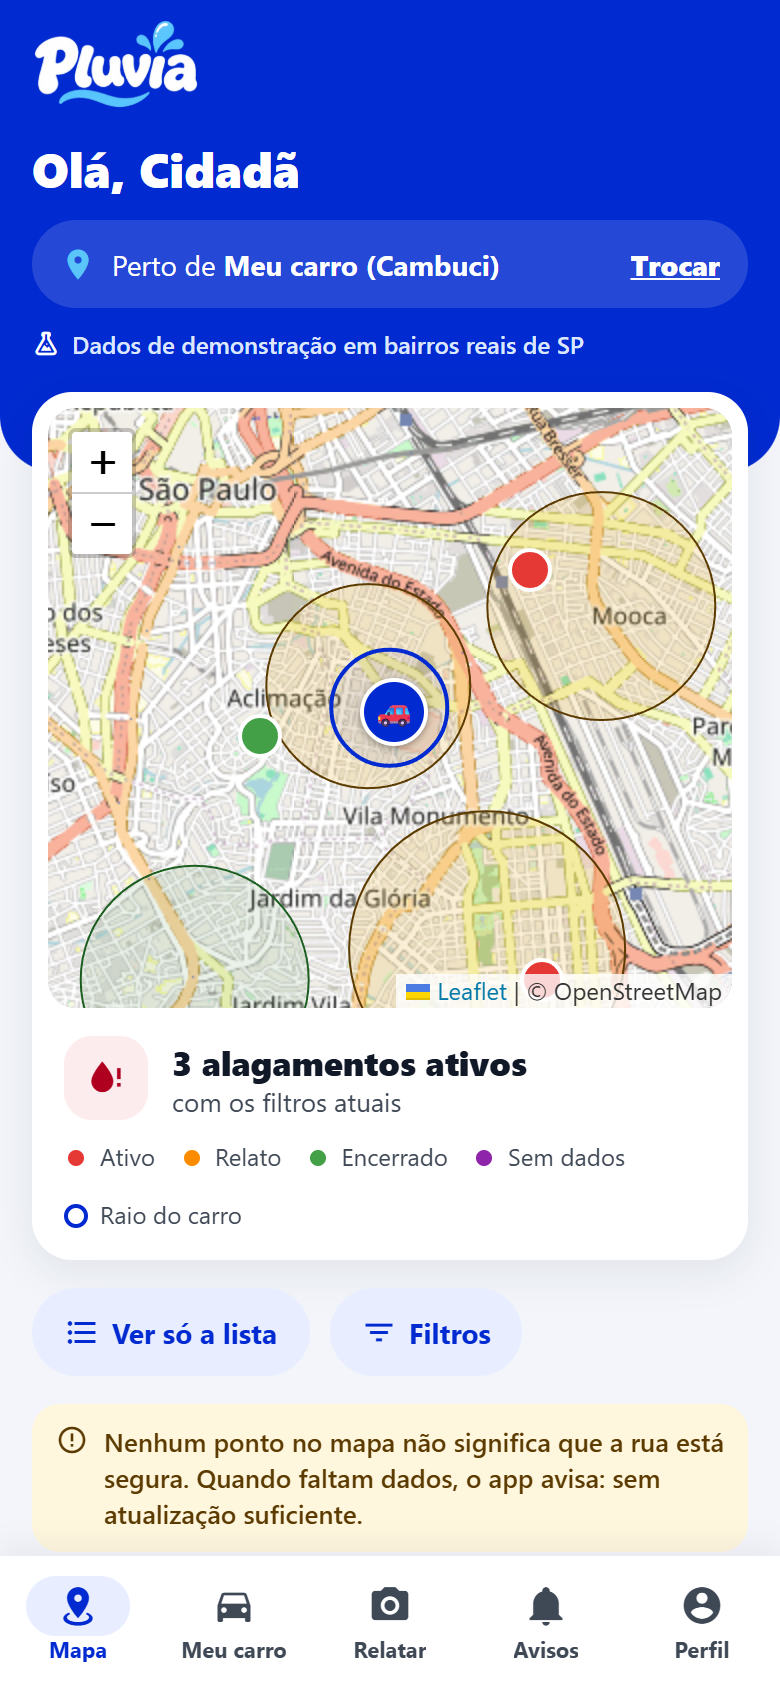 Pluvia
Olá, Cidadã
Perto de Meu carro (Cambuci)
Trocar
Dados de demonstração em bairros reais de SP
+
−
São Paulo
Avenida do Estado
Mooca
Aclimação
Avenida do Estado
Vila Monumento
Jardim da Glória
Jardim Vila
Leaflet | © OpenStreetMap
3 alagamentos ativos
com os filtros atuais
Ativo
Relato
Encerrado
Sem dados
Raio do carro
Ver só a lista
Filtros
Nenhum ponto no mapa não significa que a rua está
segura. Quando faltam dados, o app avisa: sem
atualização suficiente.
Mapa
Meu carro
Relatar
Avisos
Perfil